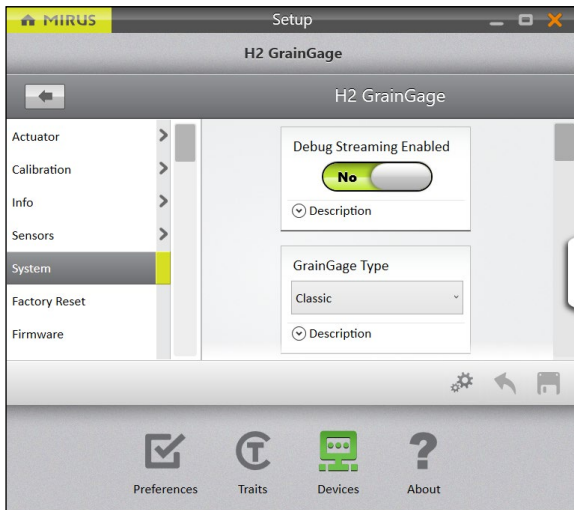 MIRUS Setup
H2 GrainGage
H2 GrainGage
Actuator
Calibration
Info
Sensors
System
Factory Reset
Firmware
Debug Streaming Enabled
No
Description
GrainGage Type
Classic
Description
Preferences Traits Devices About